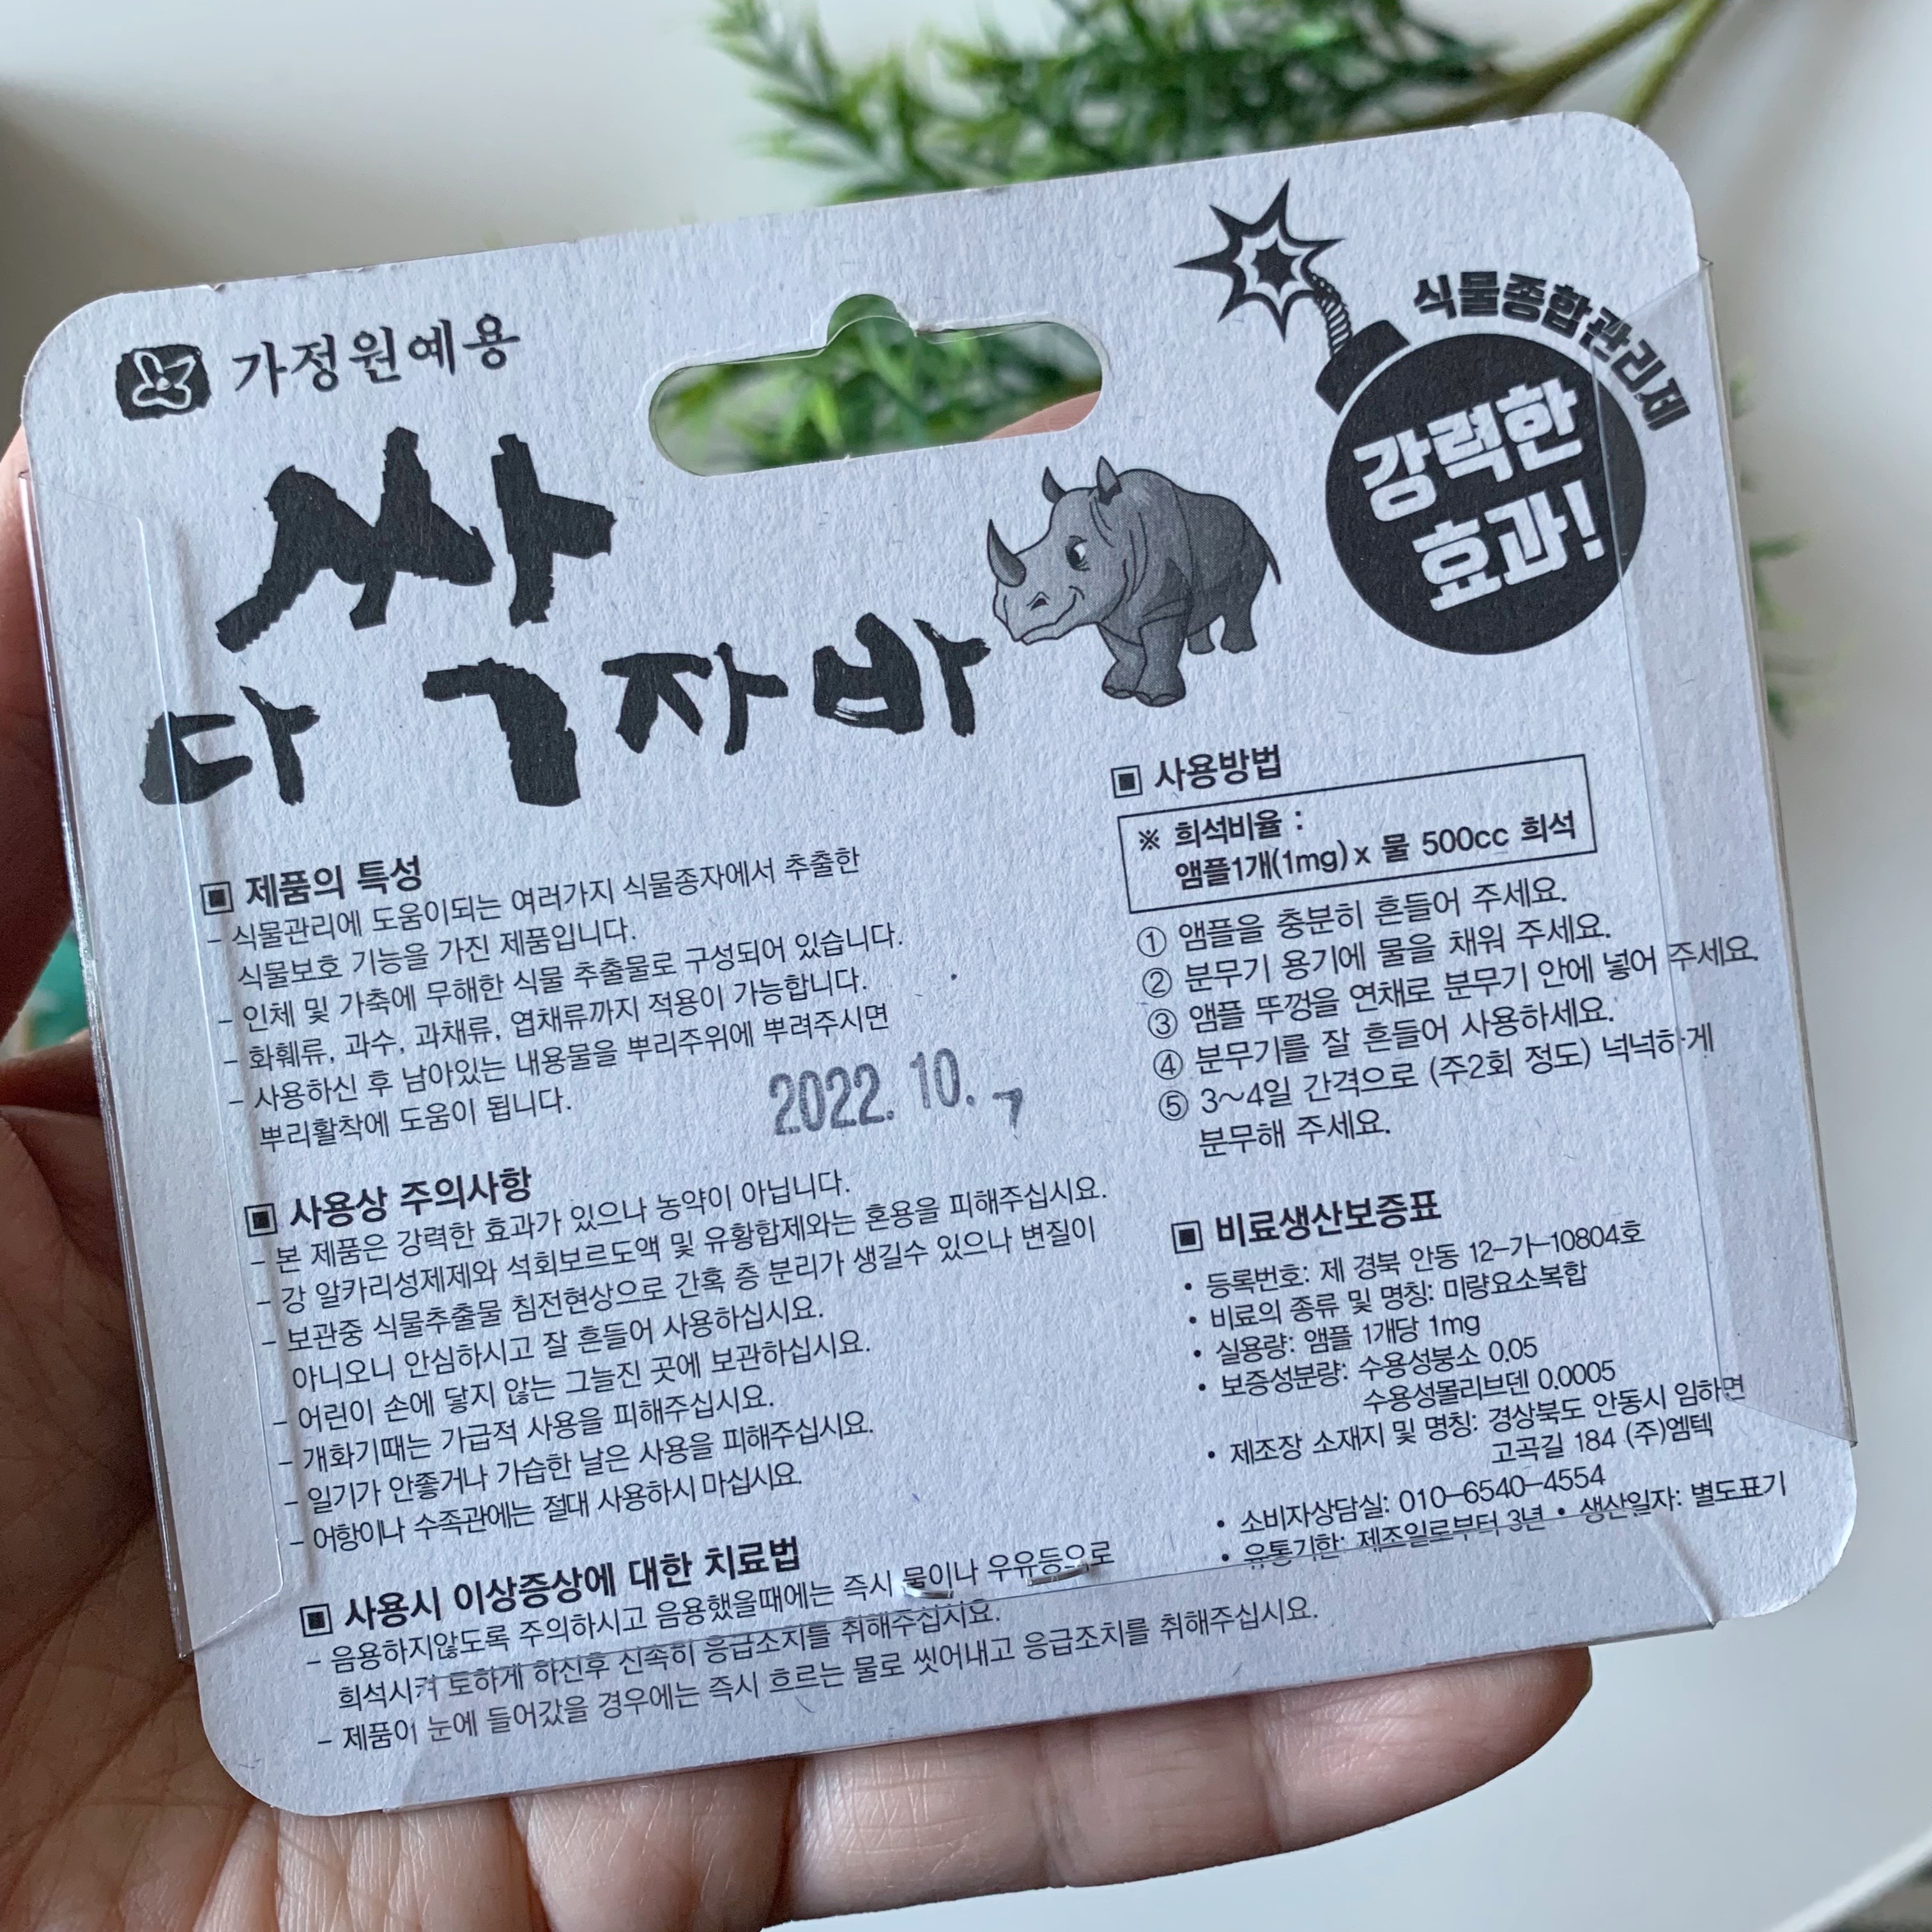 가정원예용
싹
다 ㄱ자바
식물종합관리제
강력한
효과!
▣ 제품의 특성
- 식물관리에 도움이되는 여러가지 식물종자에서 추출한
식물보호 기능을 가진 제품입니다.
- 인체 및 가축에 무해한 식물 추출물로 구성되어 있습니다.
- 화훼류, 과수, 과채류, 엽채류까지 적용이 가능합니다.
- 사용하신 후 남아있는 내용물을 뿌리주위에 뿌려주시면
뿌리활착에 도움이 됩니다.
2022. 10. 7
▣ 사용상 주의사항
- 본 제품은 강력한 효과가 있으나 농약이 아닙니다.
- 강 알카리성제제와 석회보르도액 및 유황합제와는 혼용을 피해주십시요.
- 보관중 식물추출물 침전현상으로 간혹 층 분리가 생길수 있으나 변질이
아니오니 안심하시고 잘 흔들어 사용하십시요.
- 어린이 손에 닿지 않는 그늘진 곳에 보관하십시요.
- 개화기때는 가급적 사용을 피해주십시요.
- 일기가 안좋거나 가습한 날은 사용을 피해주십시요.
- 어항이나 수족관에는 절대 사용하시 마십시요.
▣ 사용시 이상증상에 대한 치료법
- 음용하지않도록 주의하시고 음용했을때에는 즉시 물이나 우유등으로
희석시켜 토하게 하신후 신속히 응급조치를 취해주십시요.
- 제품이 눈에 들어갔을 경우에는 즉시 흐르는 물로 씻어내고 응급조치를 취해주십시요.
▣ 사용방법
※ 희석비율 :
앰플1개(1mg) x 물 500cc 희석
① 앰플을 충분히 흔들어 주세요.
② 분무기 용기에 물을 채워 주세요.
③ 앰플 뚜껑을 연채로 분무기 안에 넣어 주세요.
④ 분무기를 잘 흔들어 사용하세요.
⑤ 3~4일 간격으로 (주2회 정도) 넉넉하게
분무해 주세요.
▣ 비료생산보증표
• 등록번호: 제 경북 안동 12-가-10804호
• 비료의 종류 및 명칭: 미량요소복합
• 실용량: 앰플 1개당 1mg
• 보증성분량: 수용성붕소 0.05
수용성몰리브덴 0.0005
• 제조장 소재지 및 명칭: 경상북도 안동시 임하면
고곡길 184 (주)엠텍
• 소비자상담실: 010-6540-4554
• 유통기한: 제조일로부터 3년 • 생산일자: 별도표기